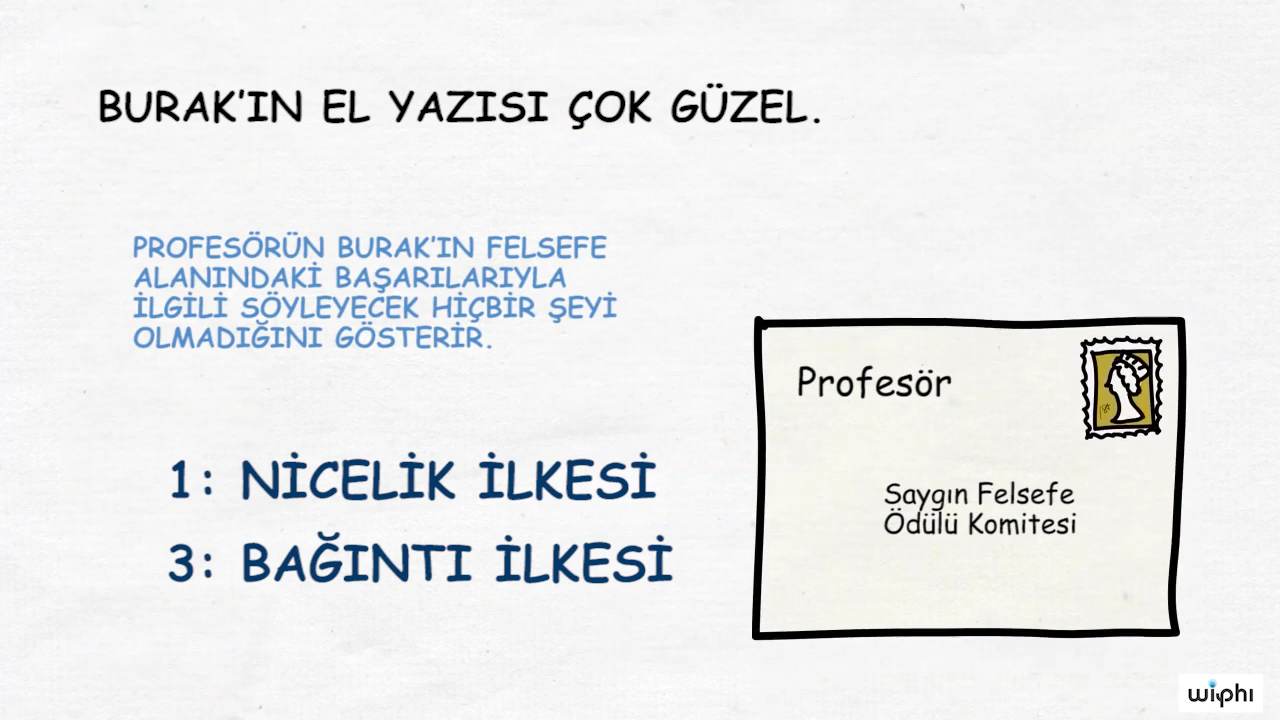 BURAK'IN EL YAZISI ÇOK GÜZEL.
PROFESÖRÜN BURAK'IN FELSEFE
ALANINDAKİ BAŞARILARIYLA
İLGİLİ SÖYLEYECEK HİÇBİR ŞEYİ
OLMADIĞINI GÖSTERİR.
1: NİCELİK İLKESİ
3: BAĞINTI İLKESİ
Profesör
Saygın Felsefe
Ödülü Komitesi
wiphi